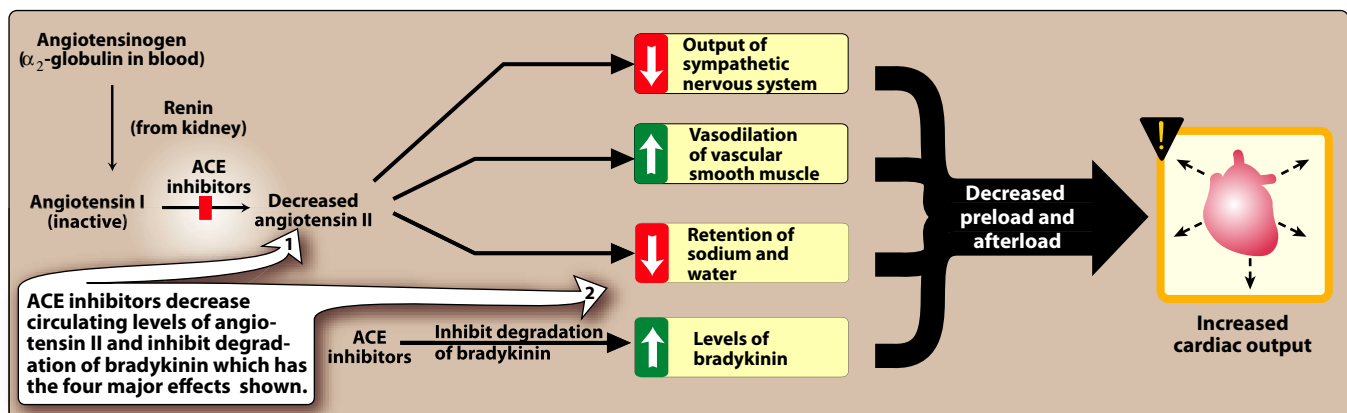 Angiotensinogen
(α2-globulin in blood)
Renin
(from kidney)
ACE
inhibitors
Angiotensin I
(inactive)
Decreased
angiotensin II
1
ACE inhibitors decrease
circulating levels of angio-
tensin II and inhibit degrad-
ation of bradykinin which has
the four major effects shown.
2
ACE
inhibitors
Inhibit degradation
of bradykinin
Output of
sympathetic
nervous system
Vasodilation
of vascular
smooth muscle
Retention of
sodium and
water
Levels of
bradykinin
Decreased
preload and
afterload
!
Increased
cardiac output